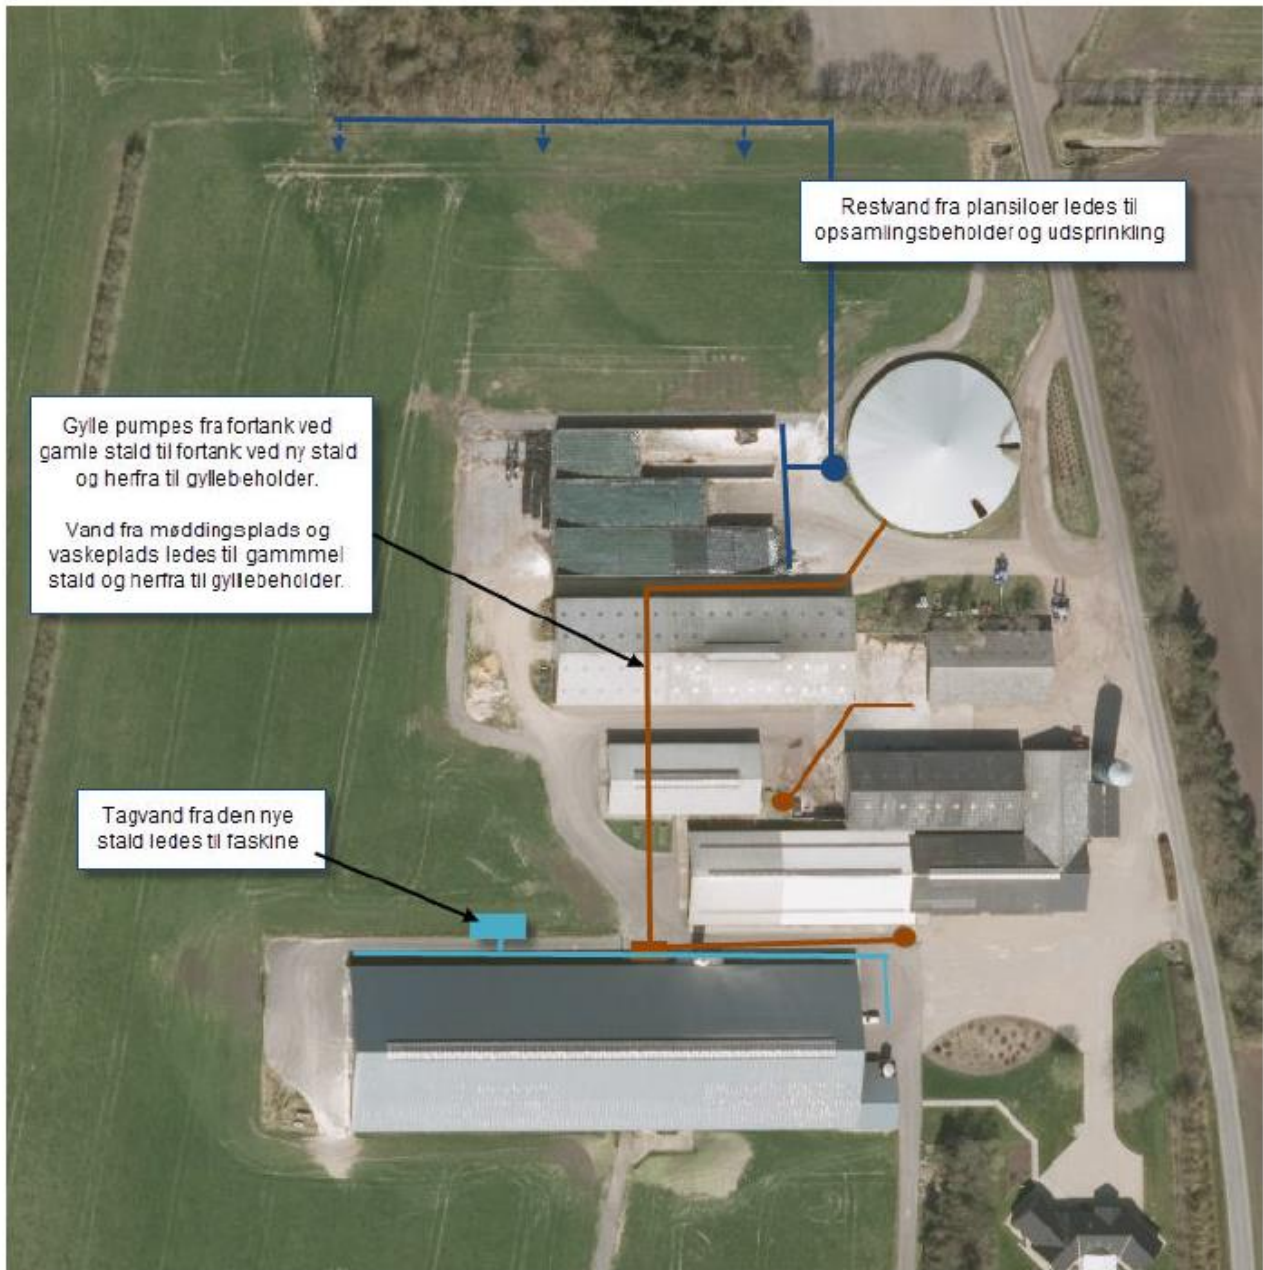 Restvand fra plansiloer ledes til
opsamlingsbeholder og udsprinkling
Gylle pumpes fra fortank ved
gamle stald til fortank ved ny stald
og herfra til gyllebeholder.
Vand fra møddingsplads og
vaskeplads ledes til gammmel
stald og herfra til gyllebeholder.
Tagvand fra den nye
stald ledes til faskine